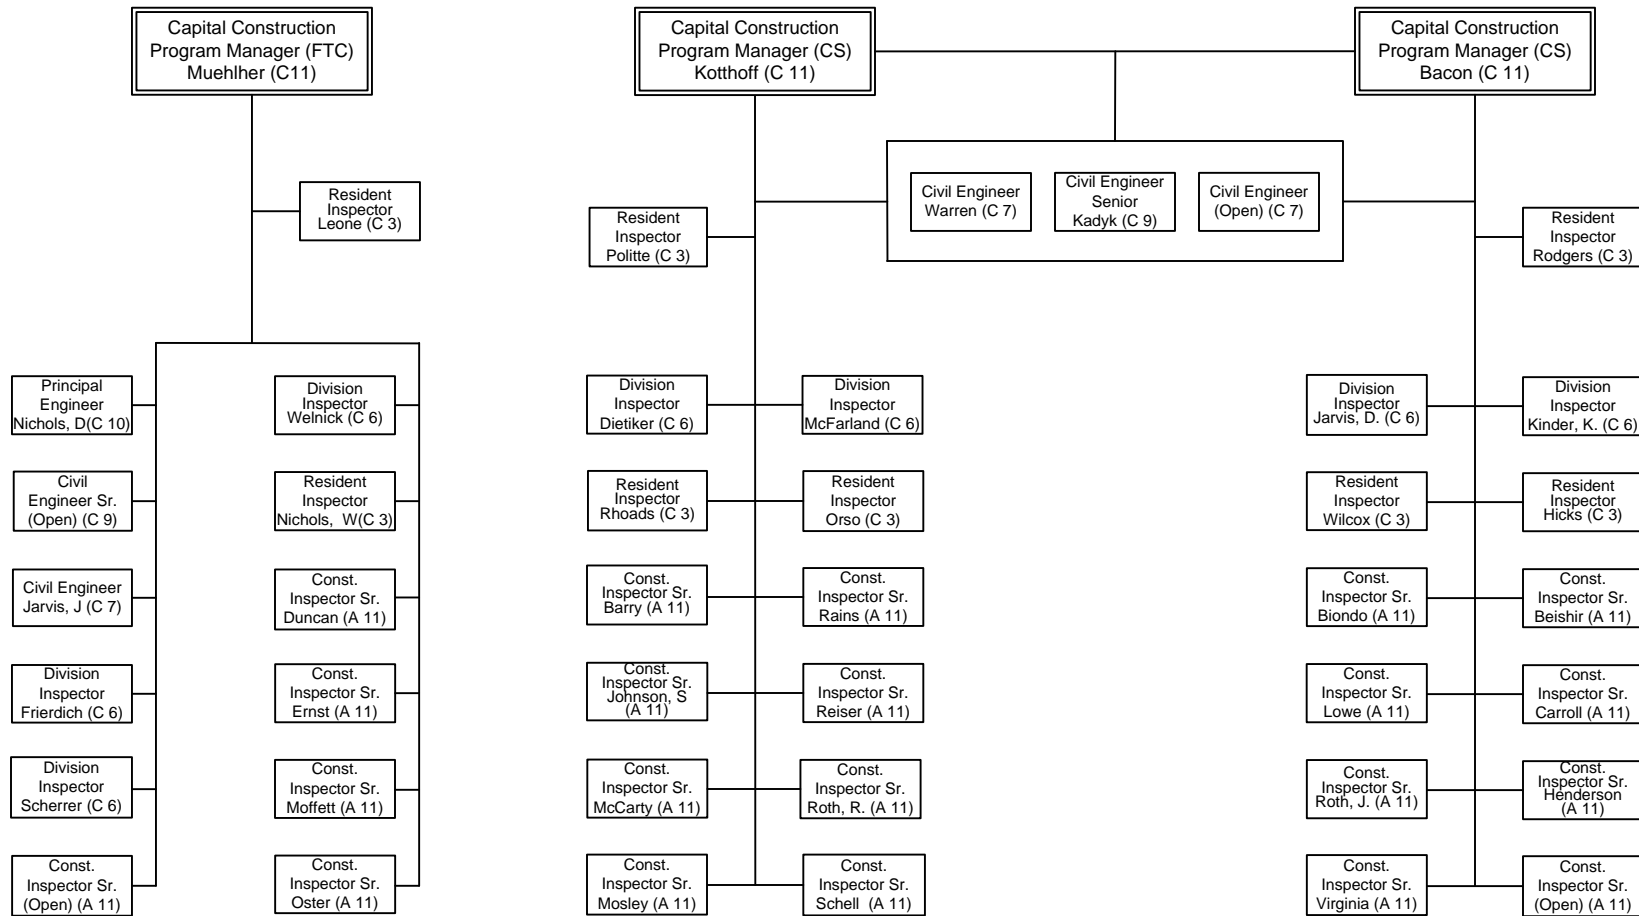 Capital Construction
Program Manager (FTC)
Muehlher (C11)
Capital Construction
Program Manager (CS)
Kotthoff (C 11)
Capital Construction
Program Manager (CS)
Bacon (C 11)
Civil Engineer
Warren (C 7)
Civil Engineer
Senior
Kadyk (C 9)
Civil Engineer
(Open) (C 7)
Resident
Inspector
Leone (C 3)
Resident
Inspector
Politte (C 3)
Resident
Inspector
Rodgers (C 3)
Principal
Engineer
Nichols, D(C 10)
Division
Inspector
Welnick (C 6)
Division
Inspector
Dietiker (C 6)
Division
Inspector
McFarland (C 6)
Division
Inspector
Jarvis, D. (C 6)
Division
Inspector
Kinder, K. (C 6)
Civil
Engineer Sr.
(Open) (C 9)
Resident
Inspector
Nichols, W(C 3)
Resident
Inspector
Rhoads (C 3)
Resident
Inspector
Orso (C 3)
Resident
Inspector
Wilcox (C 3)
Resident
Inspector
Hicks (C 3)
Civil Engineer
Jarvis, J (C 7)
Const.
Inspector Sr.
Duncan (A 11)
Const.
Inspector Sr.
Barry (A 11)
Const.
Inspector Sr.
Rains (A 11)
Const.
Inspector Sr.
Biondo (A 11)
Const.
Inspector Sr.
Beishir (A 11)
Division
Inspector
Frierdich (C 6)
Const.
Inspector Sr.
Ernst (A 11)
Const.
Inspector Sr.
Johnson, S
(A 11)
Const.
Inspector Sr.
Reiser (A 11)
Const.
Inspector Sr.
Lowe (A 11)
Const.
Inspector Sr.
Carroll (A 11)
Division
Inspector
Scherrer (C 6)
Const.
Inspector Sr.
Moffett (A 11)
Const.
Inspector Sr.
McCarty (A 11)
Const.
Inspector Sr.
Roth, R. (A 11)
Const.
Inspector Sr.
Roth, J. (A 11)
Const.
Inspector Sr.
Henderson
(A 11)
Const.
Inspector Sr.
(Open) (A 11)
Const.
Inspector Sr.
Oster (A 11)
Const.
Inspector Sr.
Mosley (A 11)
Const.
Inspector Sr.
Schell (A 11)
Const.
Inspector Sr.
Virginia (A 11)
Const.
Inspector Sr.
(Open) (A 11)